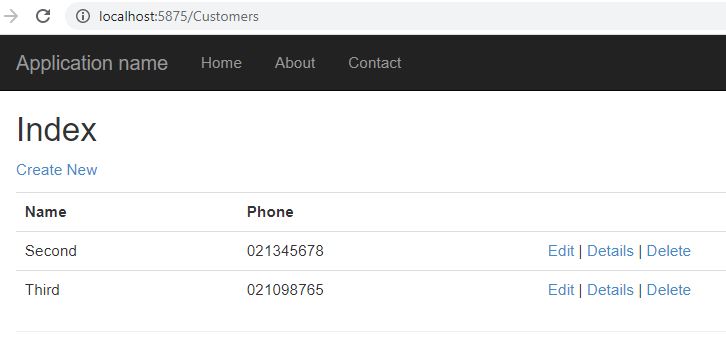 localhost:5875/Customers
Application name Home About Contact
Index
Create New
Name Phone
Second 021345678 Edit | Details | Delete
Third 021098765 Edit | Details | Delete